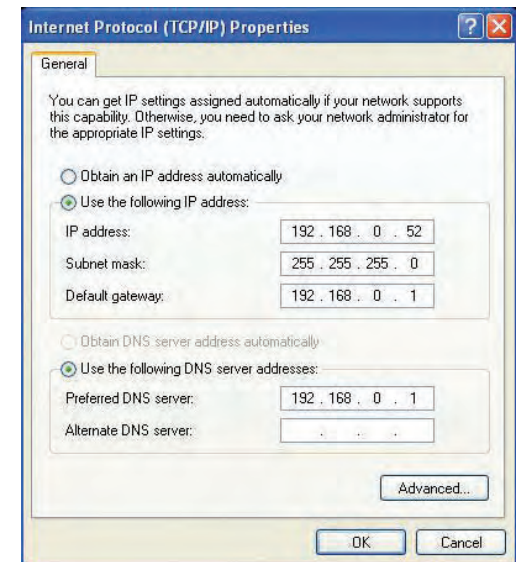 Internet Protocol (TCP/IP) Properties
General
You can get IP settings assigned automatically if your network supports
this capability. Otherwise, you need to ask your network administrator for
the appropriate IP settings.
Obtain an IP address automatically
Use the following IP address:
IP address: 192 . 168 . 0 . 52
Subnet mask: 255 . 255 . 255 . 0
Default gateway: 192 . 168 . 0 . 1
Obtain DNS server address automatically
Use the following DNS server addresses:
Preferred DNS server: 192 . 168 . 0 . 1
Alternate DNS server: . . .
Advanced...
OK Cancel